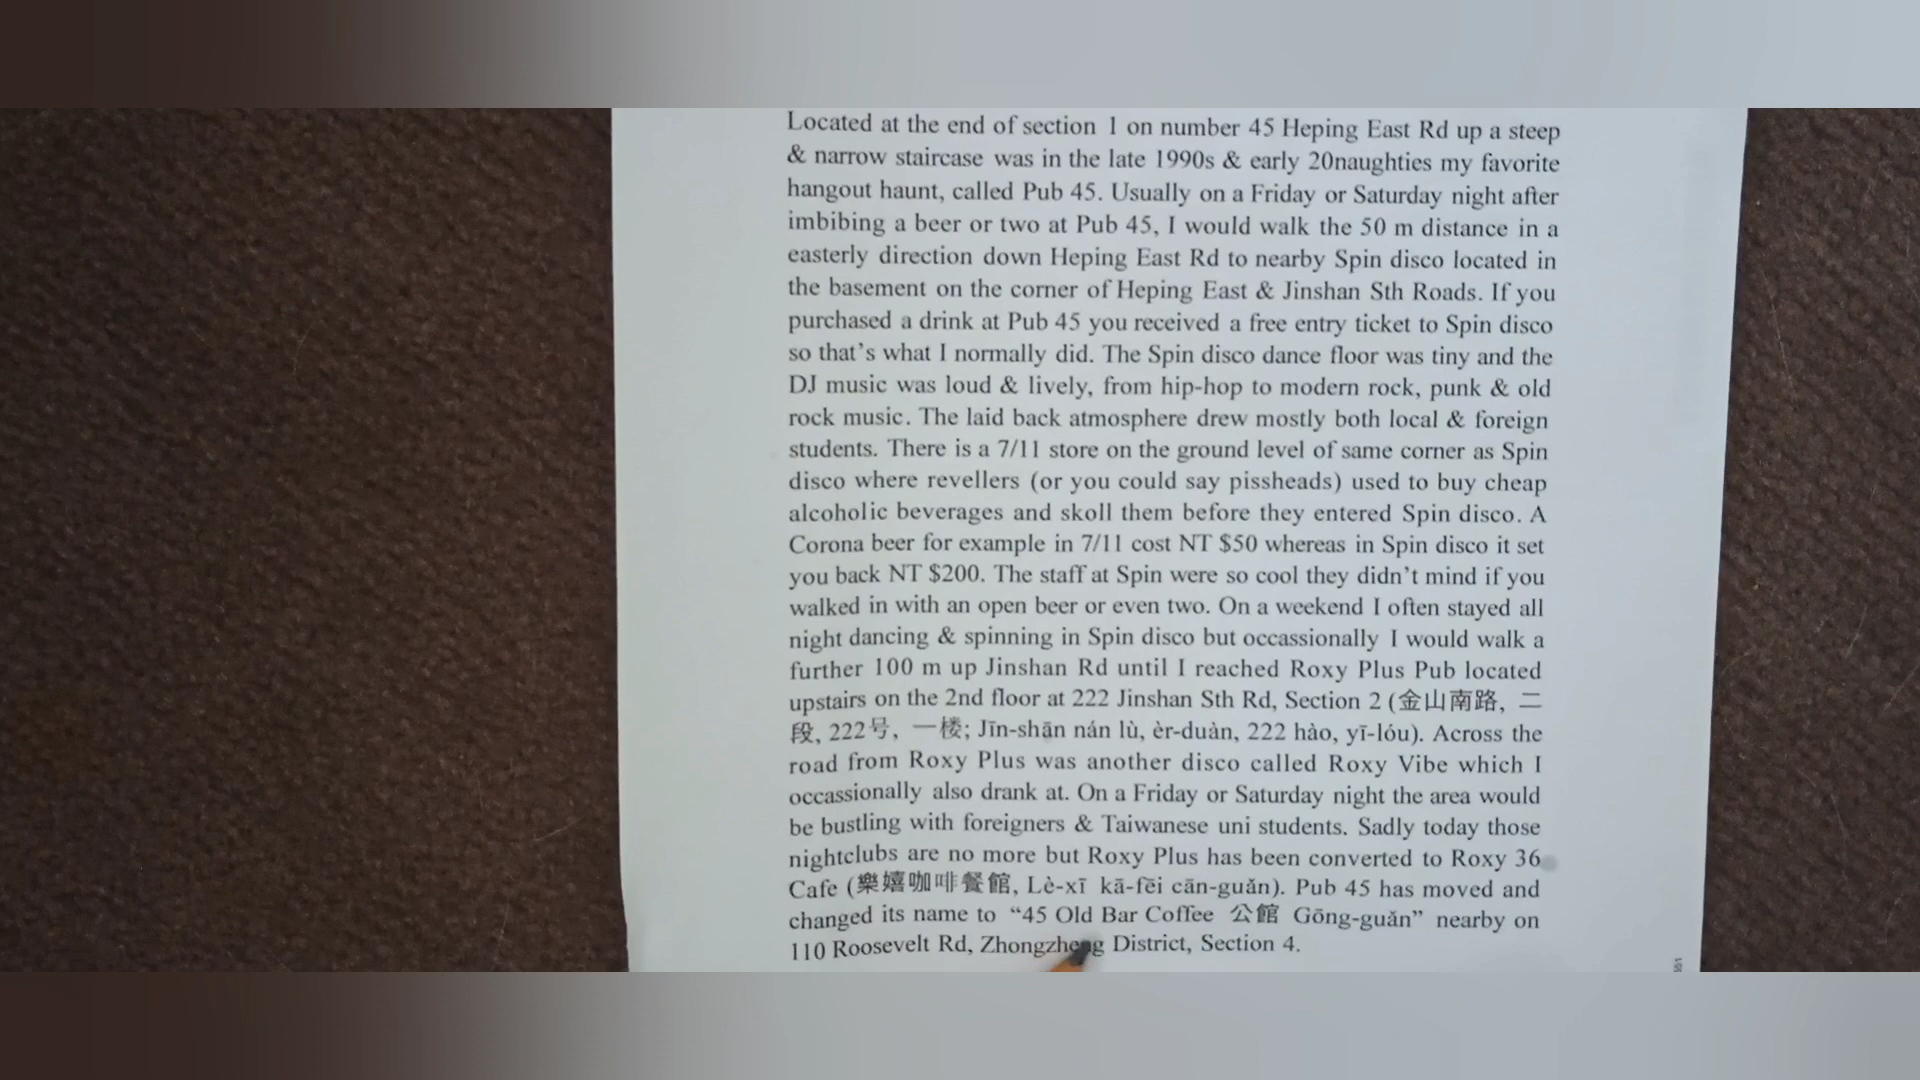 Located at the end of section 1 on number 45 Heping East Rd up a steep
& narrow staircase was in the late 1990s & early 20naughties my favorite
hangout haunt, called Pub 45. Usually on a Friday or Saturday night after
imbibing a beer or two at Pub 45, I would walk the 50 m distance in a
easterly direction down Heping East Rd to nearby Spin disco located in
the basement on the corner of Heping East & Jinshan Sth Roads. If you
purchased a drink at Pub 45 you received a free entry ticket to Spin disco
so that's what I normally did. The Spin disco dance floor was tiny and the
DJ music was loud & lively, from hip-hop to modern rock, punk & old
rock music. The laid back atmosphere drew mostly both local & foreign
students. There is a 7/11 store on the ground level of same corner as Spin
disco where revellers (or you could say pissheads) used to buy cheap
alcoholic beverages and skoll them before they entered Spin disco. A
Corona beer for example in 7/11 cost NT $50 whereas in Spin disco it set
you back NT $200. The staff at Spin were so cool they didn't mind if you
walked in with an open beer or even two. On a weekend I often stayed all
night dancing & spinning in Spin disco but occassionally I would walk a
further 100 m up Jinshan Rd until I reached Roxy Plus Pub located
upstairs on the 2nd floor at 222 Jinshan Sth Rd, Section 2 (金山南路, 二
段, 222号, 一楼; Jīn-shān nán lù, èr-duàn, 222 hào, yī-lóu). Across the
road from Roxy Plus was another disco called Roxy Vibe which I
occassionally also drank at. On a Friday or Saturday night the area would
be bustling with foreigners & Taiwanese uni students. Sadly today those
nightclubs are no more but Roxy Plus has been converted to Roxy 36
Cafe (樂嬉咖啡餐館, Lè-xī kā-fēi cān-guǎn). Pub 45 has moved and
changed its name to “45 Old Bar Coffee 公館 Gōng-guǎn” nearby on
110 Roosevelt Rd, Zhongzheng District, Section 4.